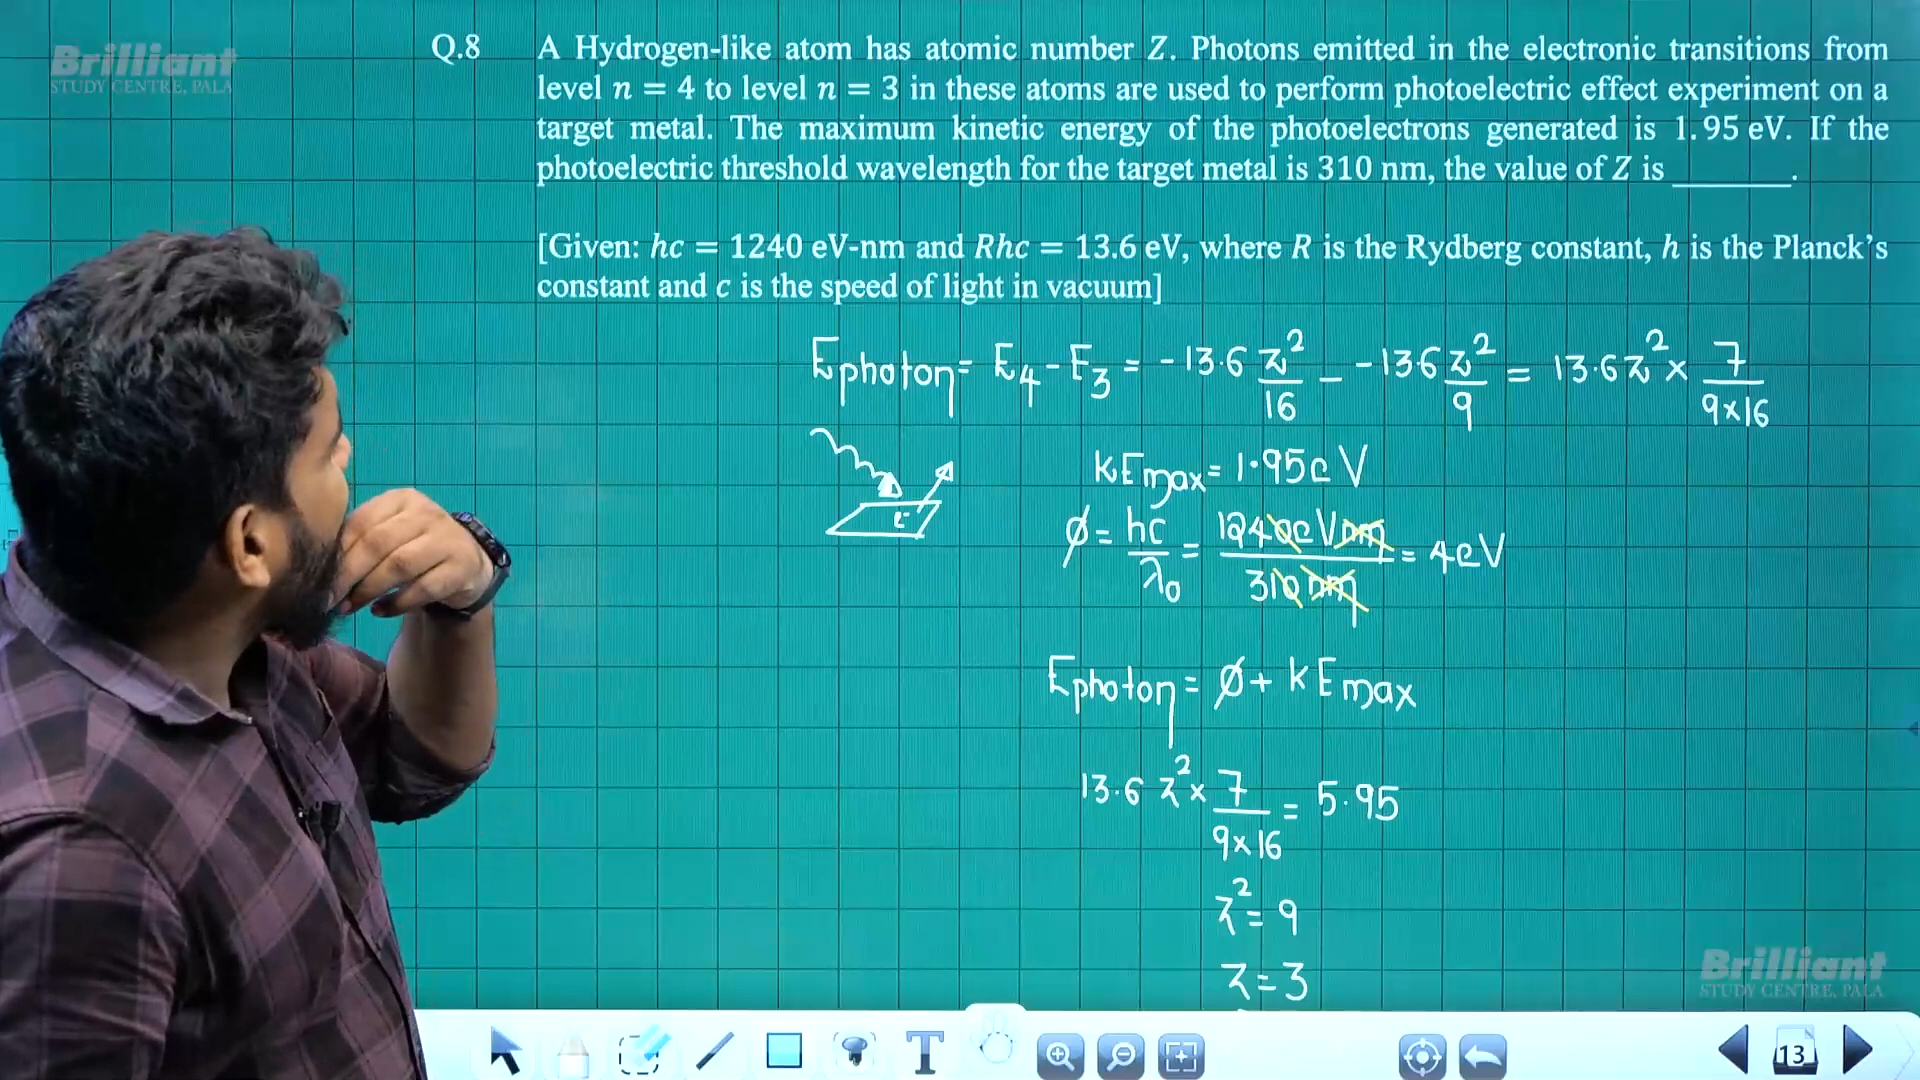 Brilliant
STUDY CENTRE, PALA
Q.8 A Hydrogen-like atom has atomic number Z. Photons emitted in the electronic transitions from
level n = 4 to level n = 3 in these atoms are used to perform photoelectric effect experiment on a
target metal. The maximum kinetic energy of the photoelectrons generated is 1.95 eV. If the
photoelectric threshold wavelength for the target metal is 310 nm, the value of Z is _______.
[Given: hc = 1240 eV-nm and Rhc = 13.6 eV, where R is the Rydberg constant, h is the Planck's
constant and c is the speed of light in vacuum]
Ephoton = E₄ - E₃ = -13.6 z²/16 - -13.6 z²/9 = 13.6 z² × 7/(9×16)
e⁻
KEmax = 1.95eV
ϕ = hc/λ₀ = 1240eVnm/310nm = 4eV
Ephoton = ϕ + KEmax
13.6 z² × 7/(9×16) = 5.95
z² = 9
z = 3
Brilliant
STUDY CENTRE, PALA
T
13